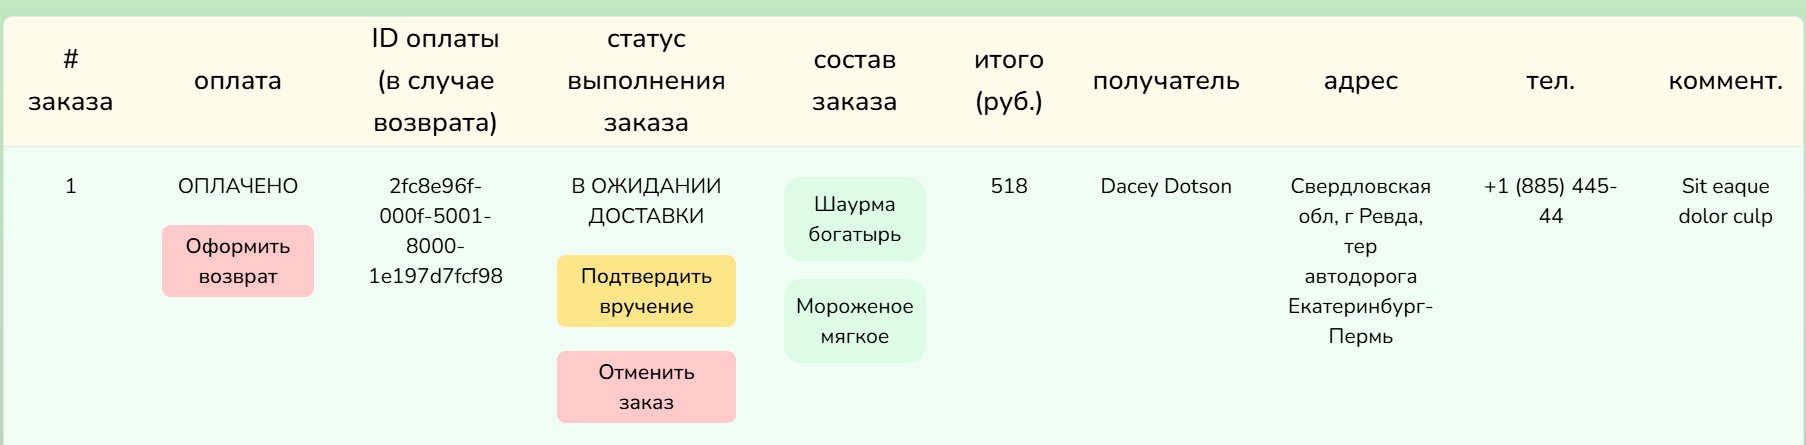 #
заказа
оплата
ID оплаты
(в случае
возврата)
статус
выполнения
заказа
состав
заказа
итого
(руб.)
получатель
адрес
тел.
коммент.
1
ОПЛАЧЕНО
Оформить
возврат
2fc8e96f-
000f-5001-
8000-
1e197d7fcf98
В ОЖИДАНИИ
ДОСТАВКИ
Подтвердить
вручение
Отменить
заказ
Шаурма
богатырь
Мороженое
мягкое
518
Dacey Dotson
Свердловская
обл, г Ревда,
тер
автодорога
Екатеринбург-
Пермь
+1 (885) 445-
44
Sit eaque
dolor culp